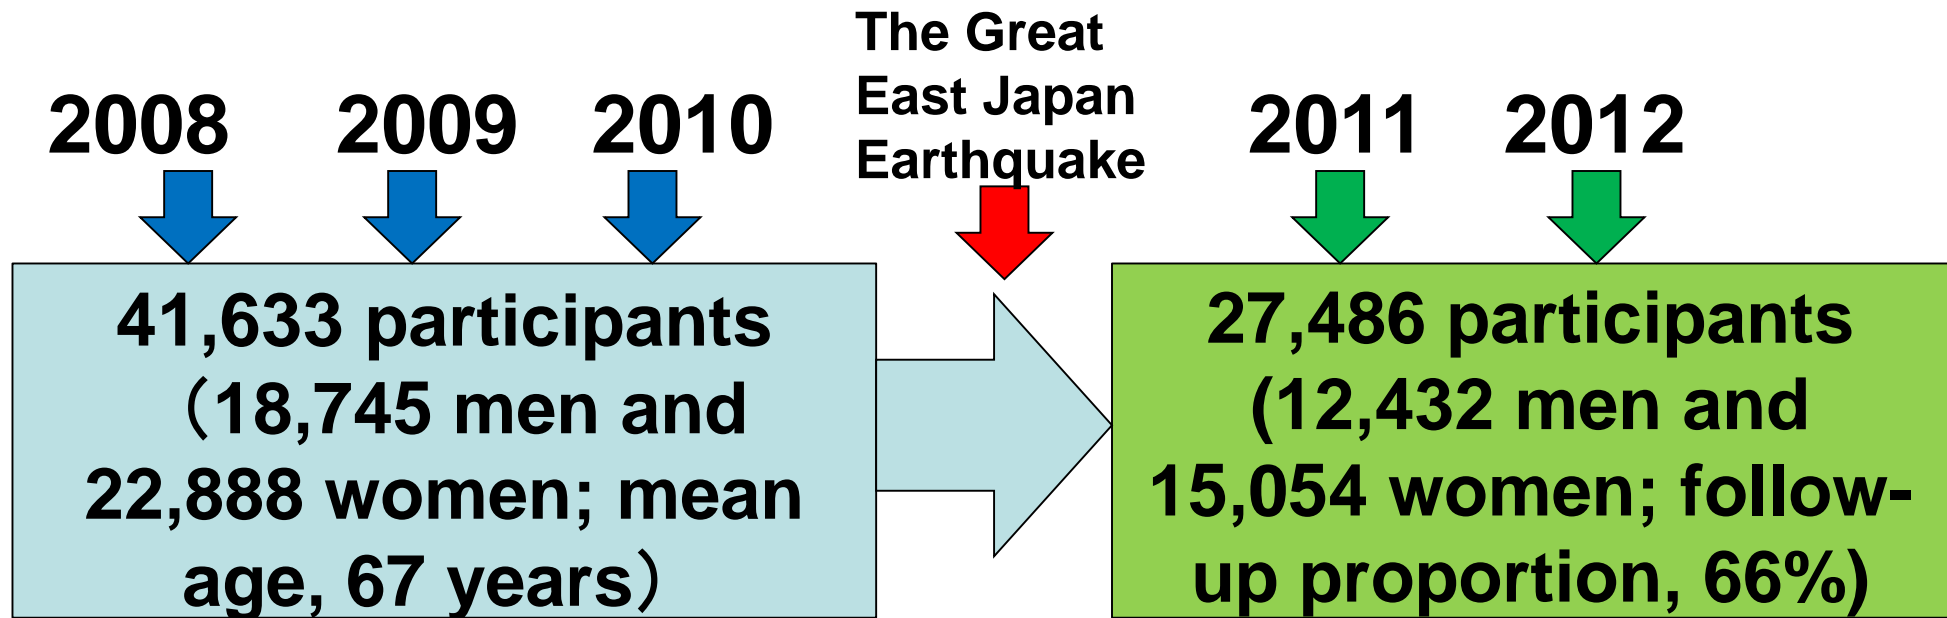 2008 2009 2010
The Great
East Japan
Earthquake
2011 2012
41,633 participants
（18,745 men and
22,888 women; mean
age, 67 years）
27,486 participants
(12,432 men and
15,054 women; follow-
up proportion, 66%)